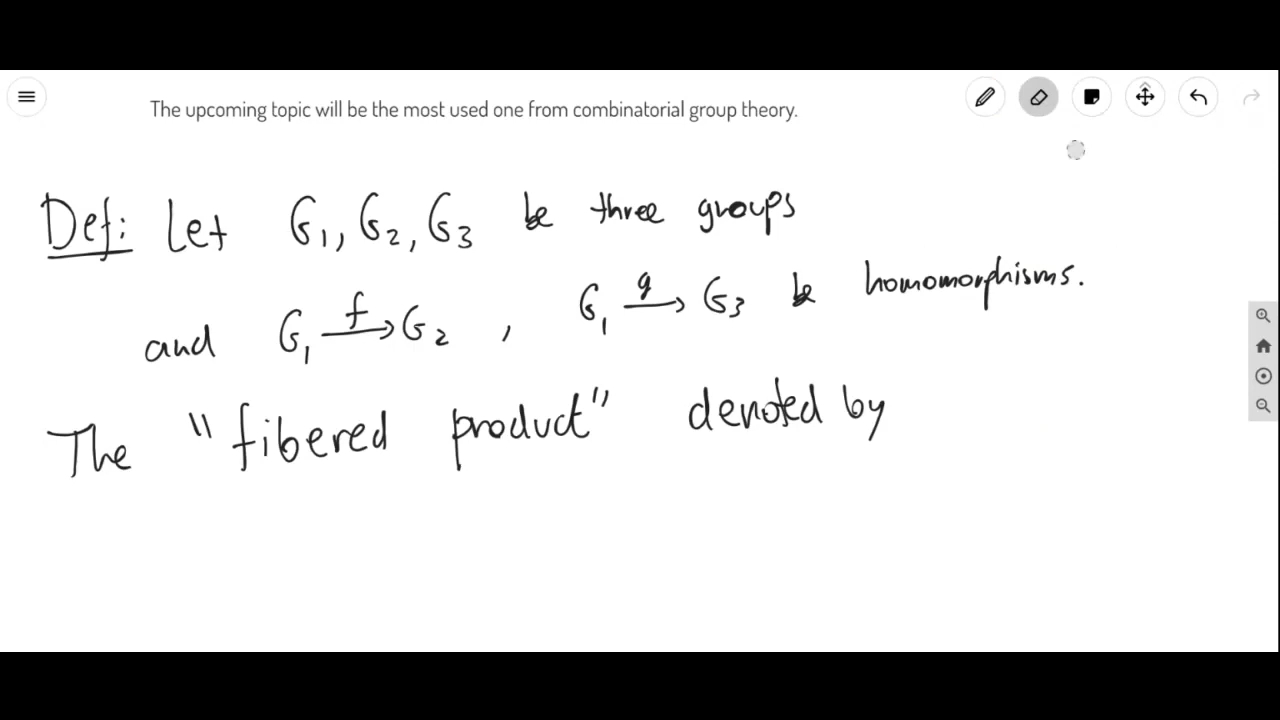 The upcoming topic will be the most used one from combinatorial group theory.
Def: Let G₁, G₂, G₃ be three groups
and G₁ →f G₂ , G₁ →g G₃ be homomorphisms.
The "fibered product" denoted by